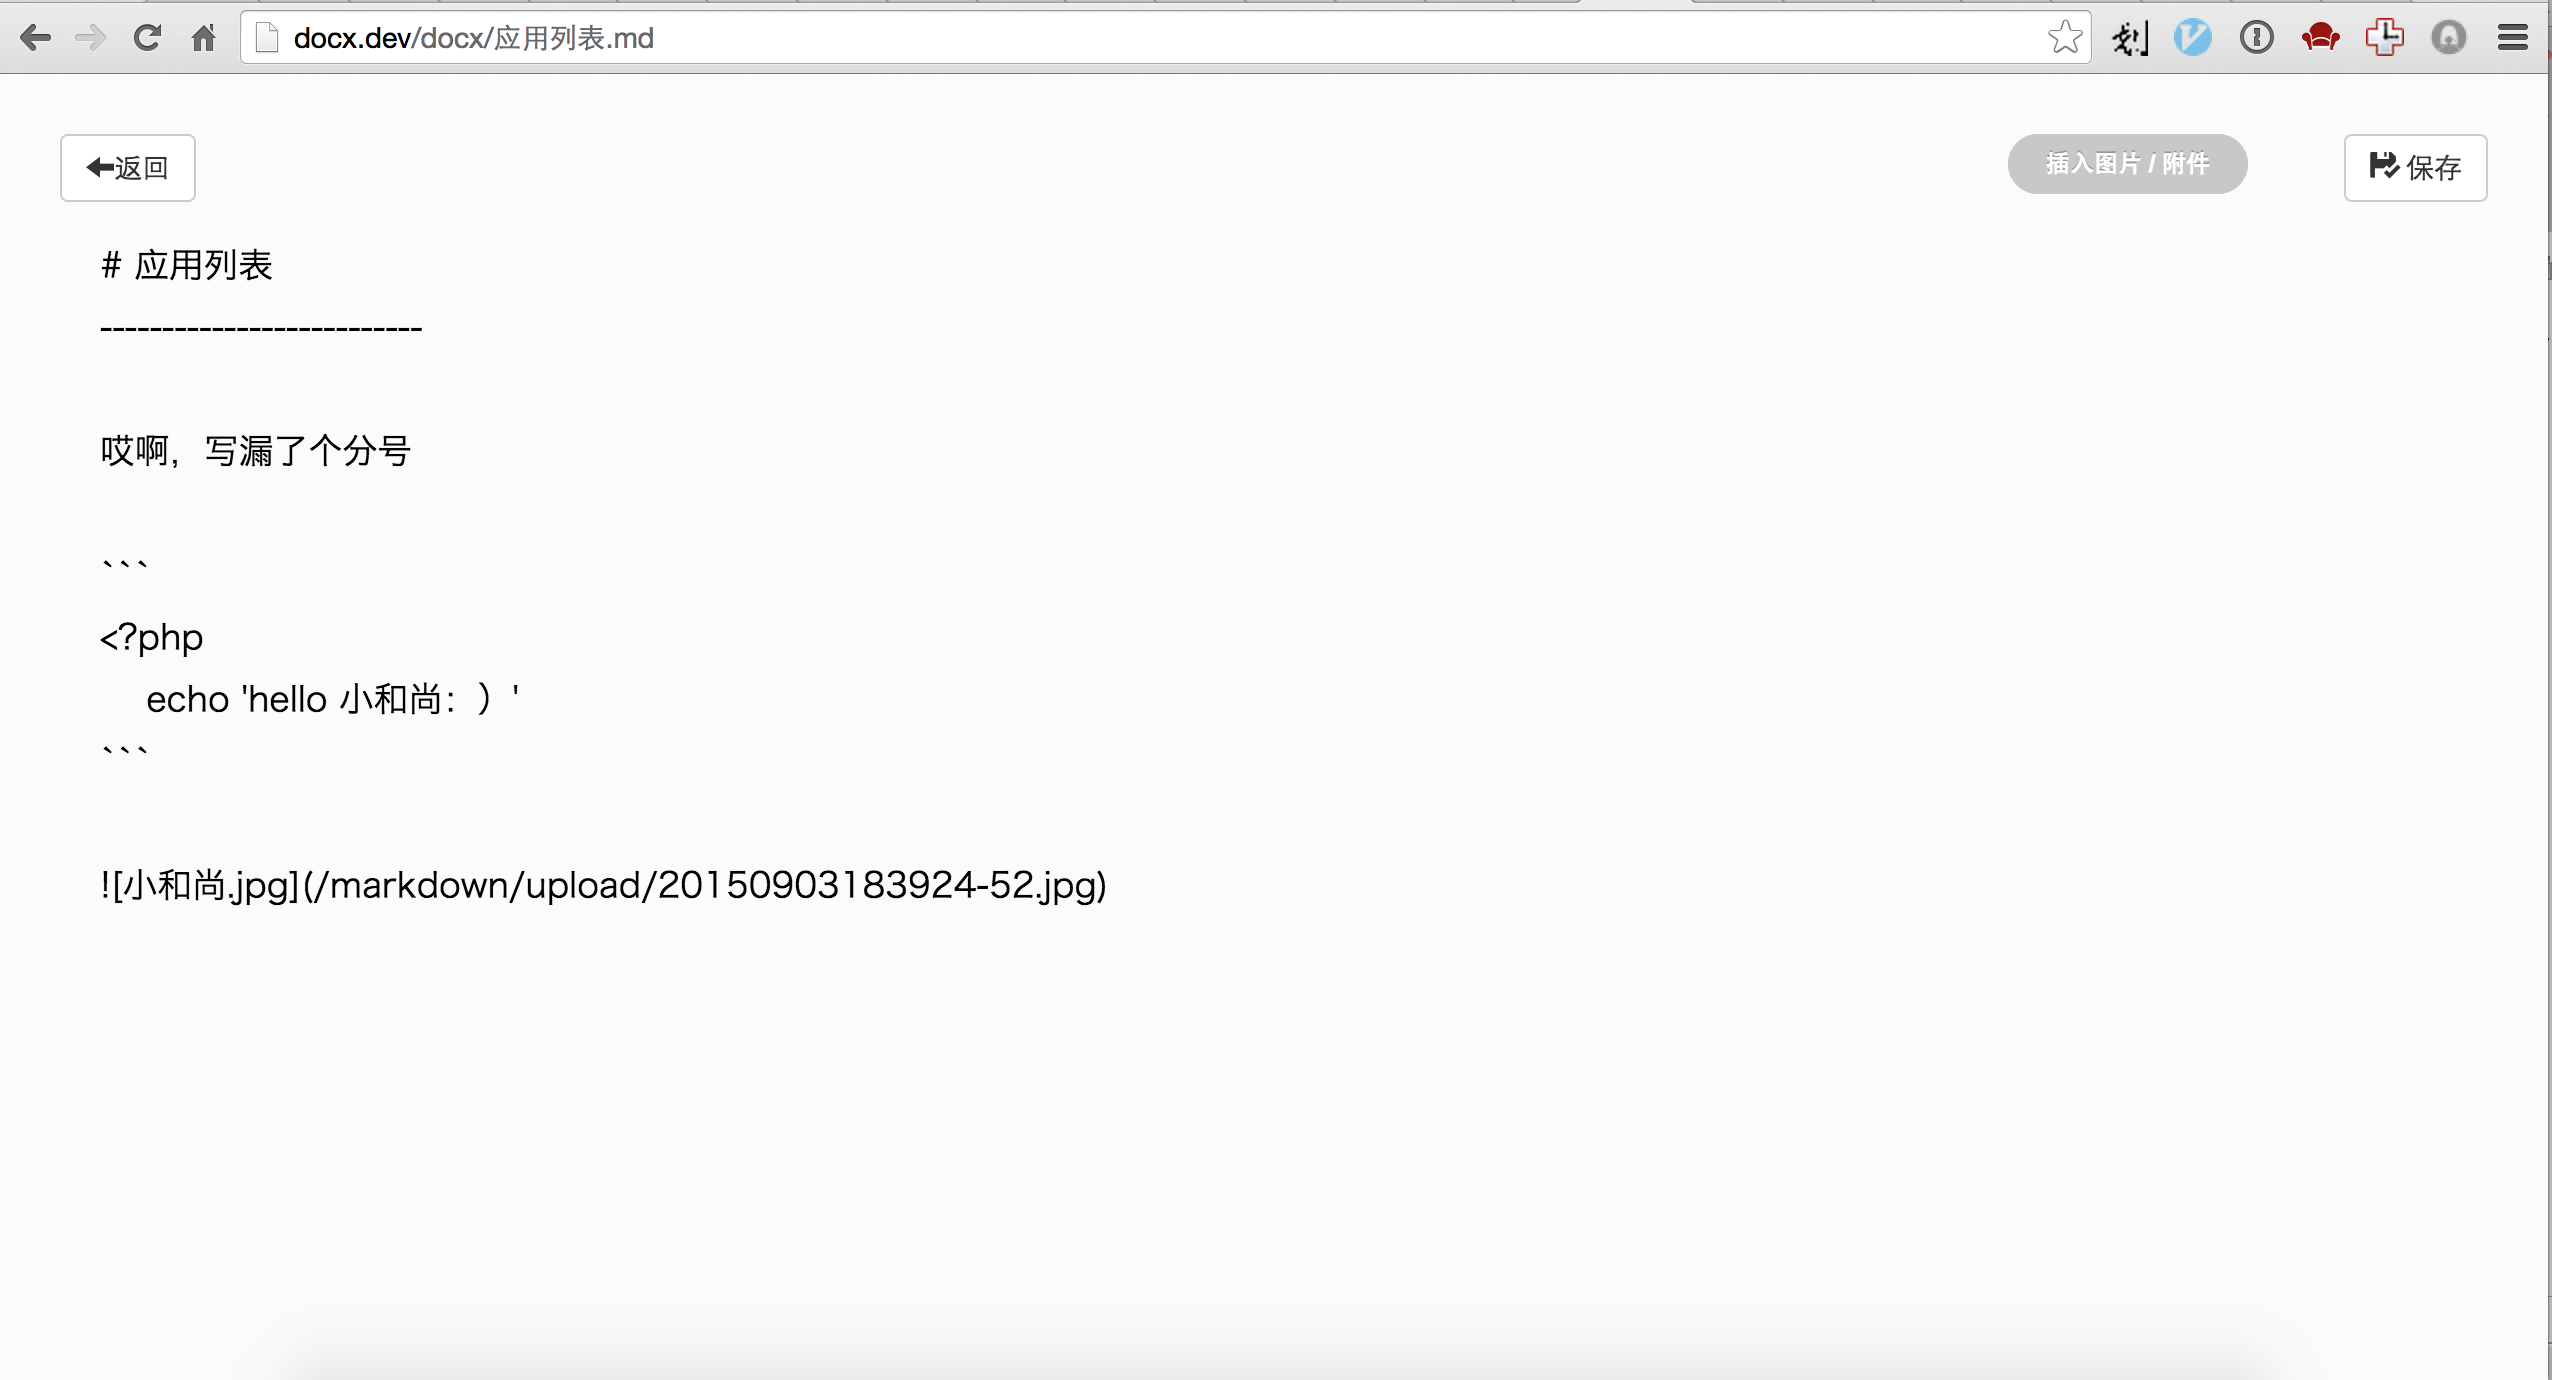 docx.dev/docx/应用列表.md
返回
插入图片 / 附件
保存
# 应用列表
--------------------------
哎啊，写漏了个分号
```
<?php
    echo 'hello 小和尚：）'
```
![小和尚.jpg](/markdown/upload/20150903183924-52.jpg)